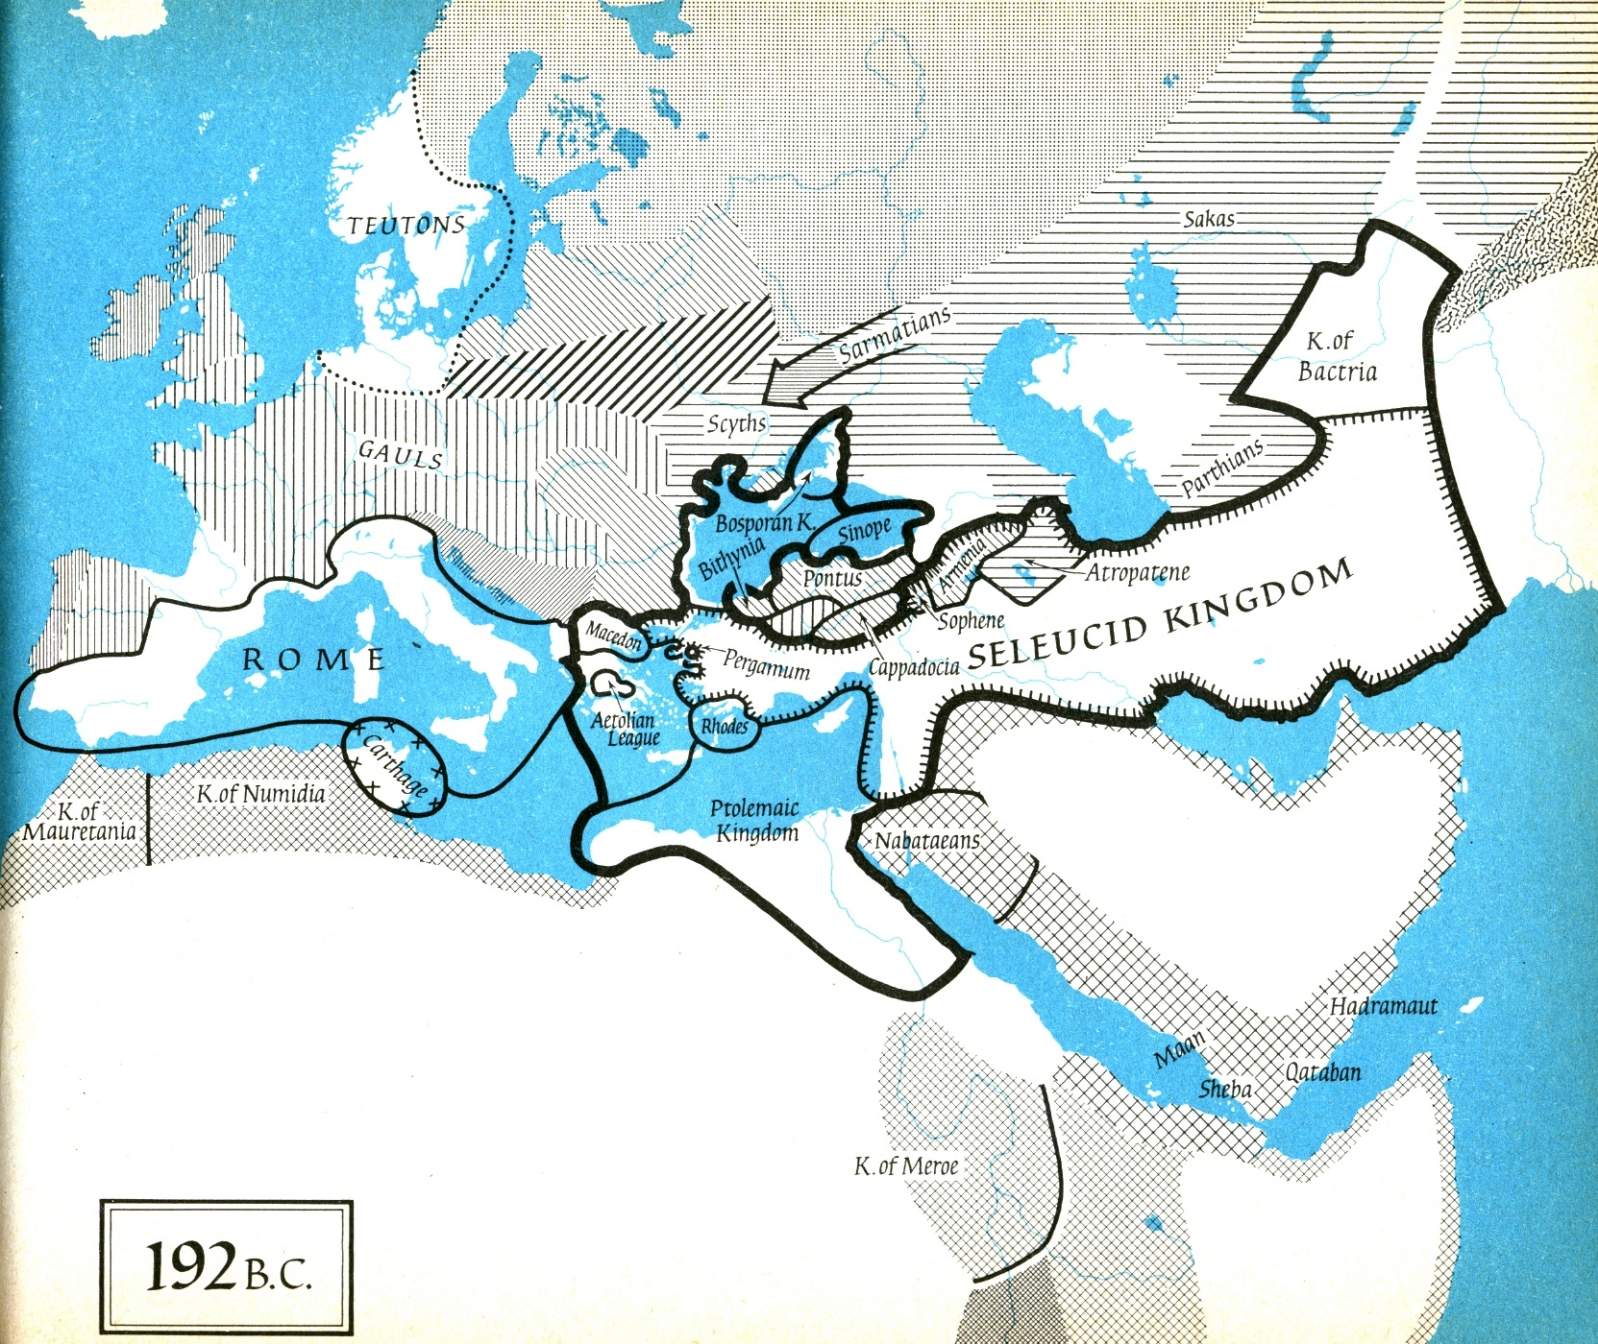 TEUTONS
Sakas
Sarmatians
K. of
Bactria
Scyths
GAULS
Parthians
Bosporan K.
Sinope
Bithynia
Armenia
Pontus
Atropatene
Sophene
SELEUCID KINGDOM
Macedon
ROME
Pergamum
Cappadocia
Aetolian
League
Rhodes
Carthage
K. of Numidia
K. of
Mauretania
Ptolemaic
Kingdom
Nabataeans
Hadramaut
Maan
Qataban
Sheba
K. of Meroe
192 B.C.